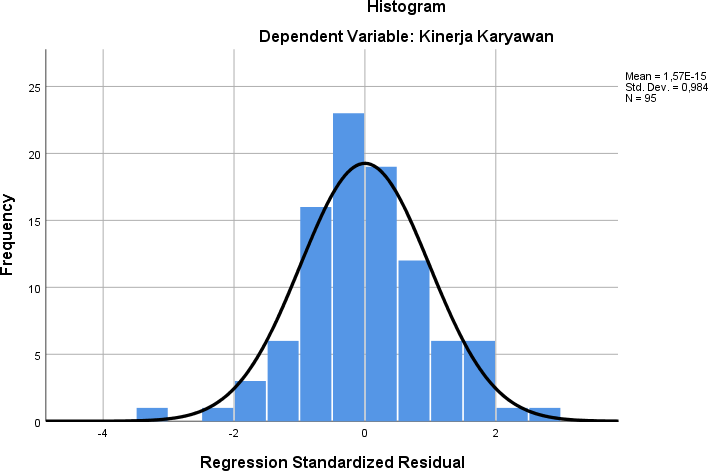 Histogram
Dependent Variable: Kinerja Karyawan
Mean = 1,57E-15
Std. Dev. = 0,984
N = 95
Frequency
25
20
15
10
5
0
-4
-2
0
2
Regression Standardized Residual